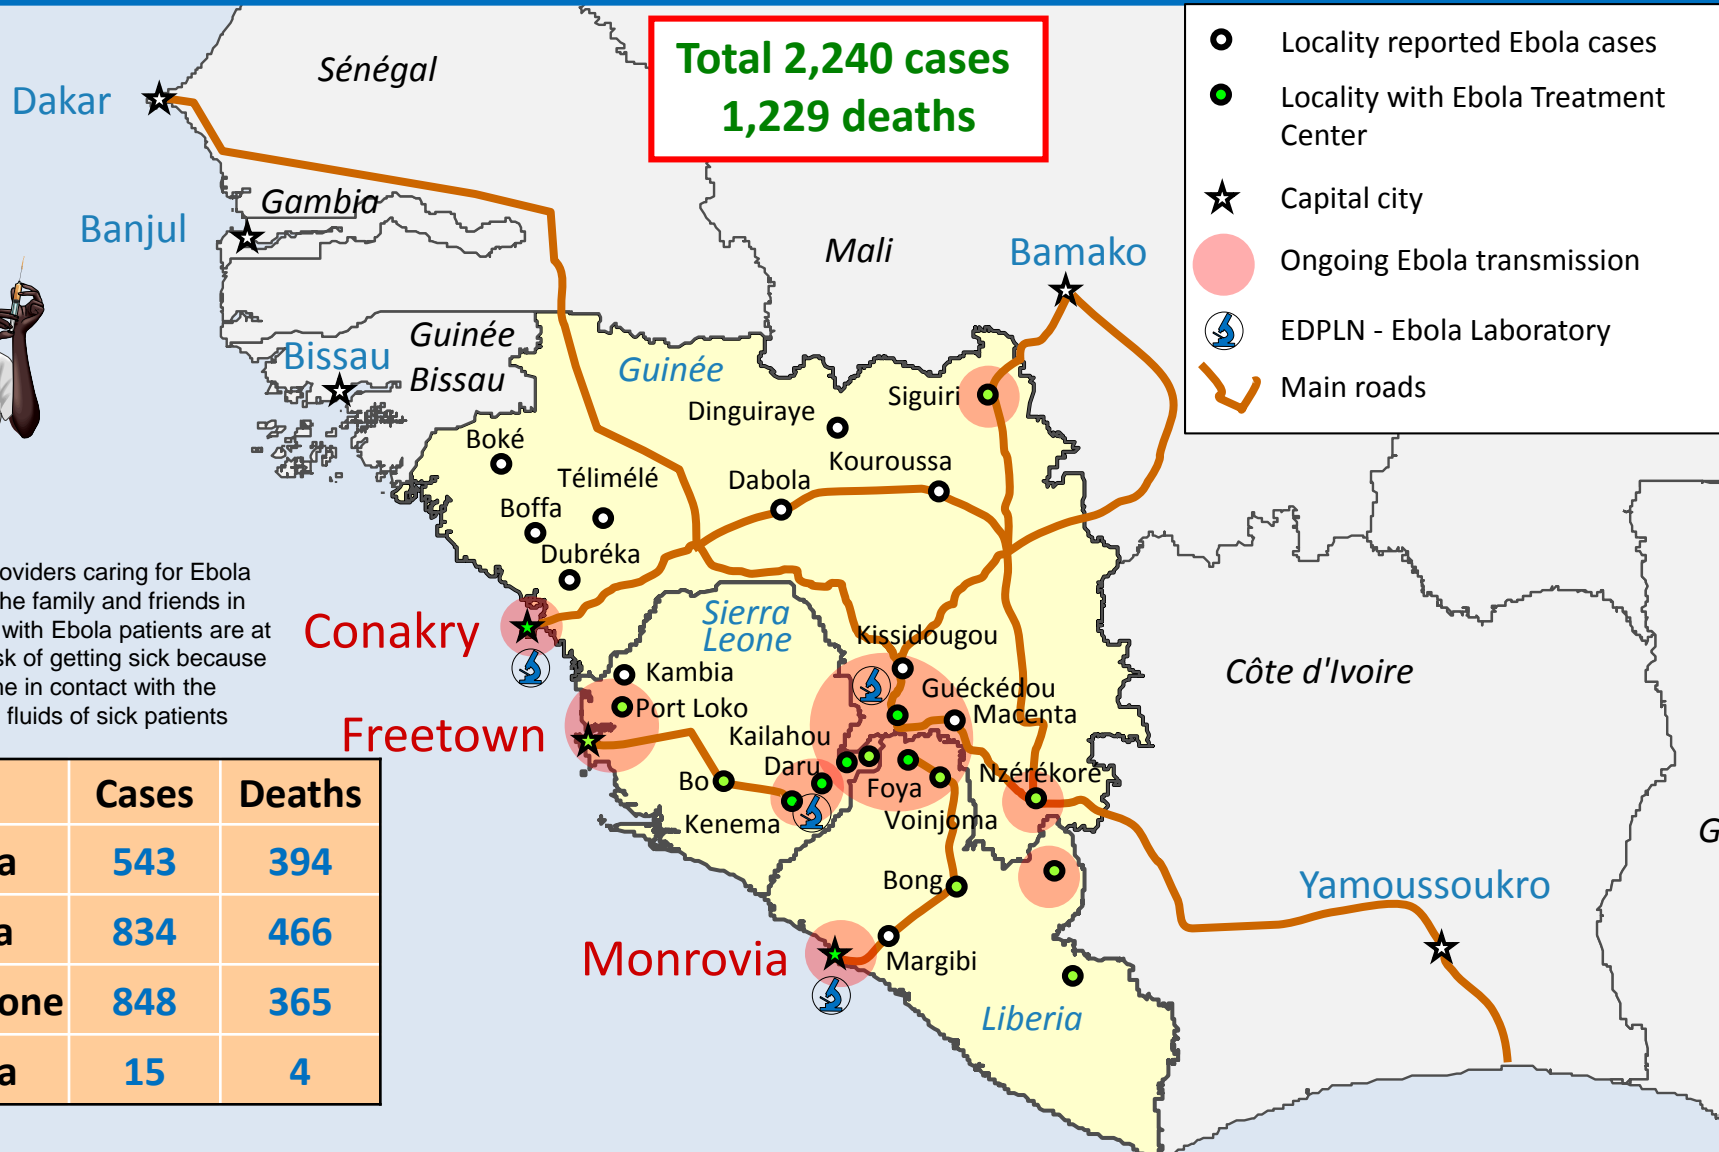 Total 2,240 cases
1,229 deaths
Locality reported Ebola cases
Locality with Ebola Treatment
Center
Capital city
Ongoing Ebola transmission
EDPLN - Ebola Laboratory
Main roads
Sénégal
Dakar
Gambia
Banjul
Mali
Bamako
Guinée
Bissau
Bissau
Guinée
Siguiri
Dinguiraye
Boké
Kouroussa
Télimélé
Dabola
Boffa
Dubréka
Conakry
Sierra
Leone
Kissidougou
Kambia
Guéckédou
Port Loko
Macenta
Freetown
Kailahou
Daru
Bo
Foya
Nzérékoré
Kenema
Voinjoma
Bong
Monrovia
Margibi
Liberia
Côte d'Ivoire
Yamoussoukro
G
oviders caring for Ebola
he family and friends in
with Ebola patients are at
sk of getting sick because
ne in contact with the
fluids of sick patients
Cases Deaths
a 543 394
a 834 466
one 848 365
a 15 4